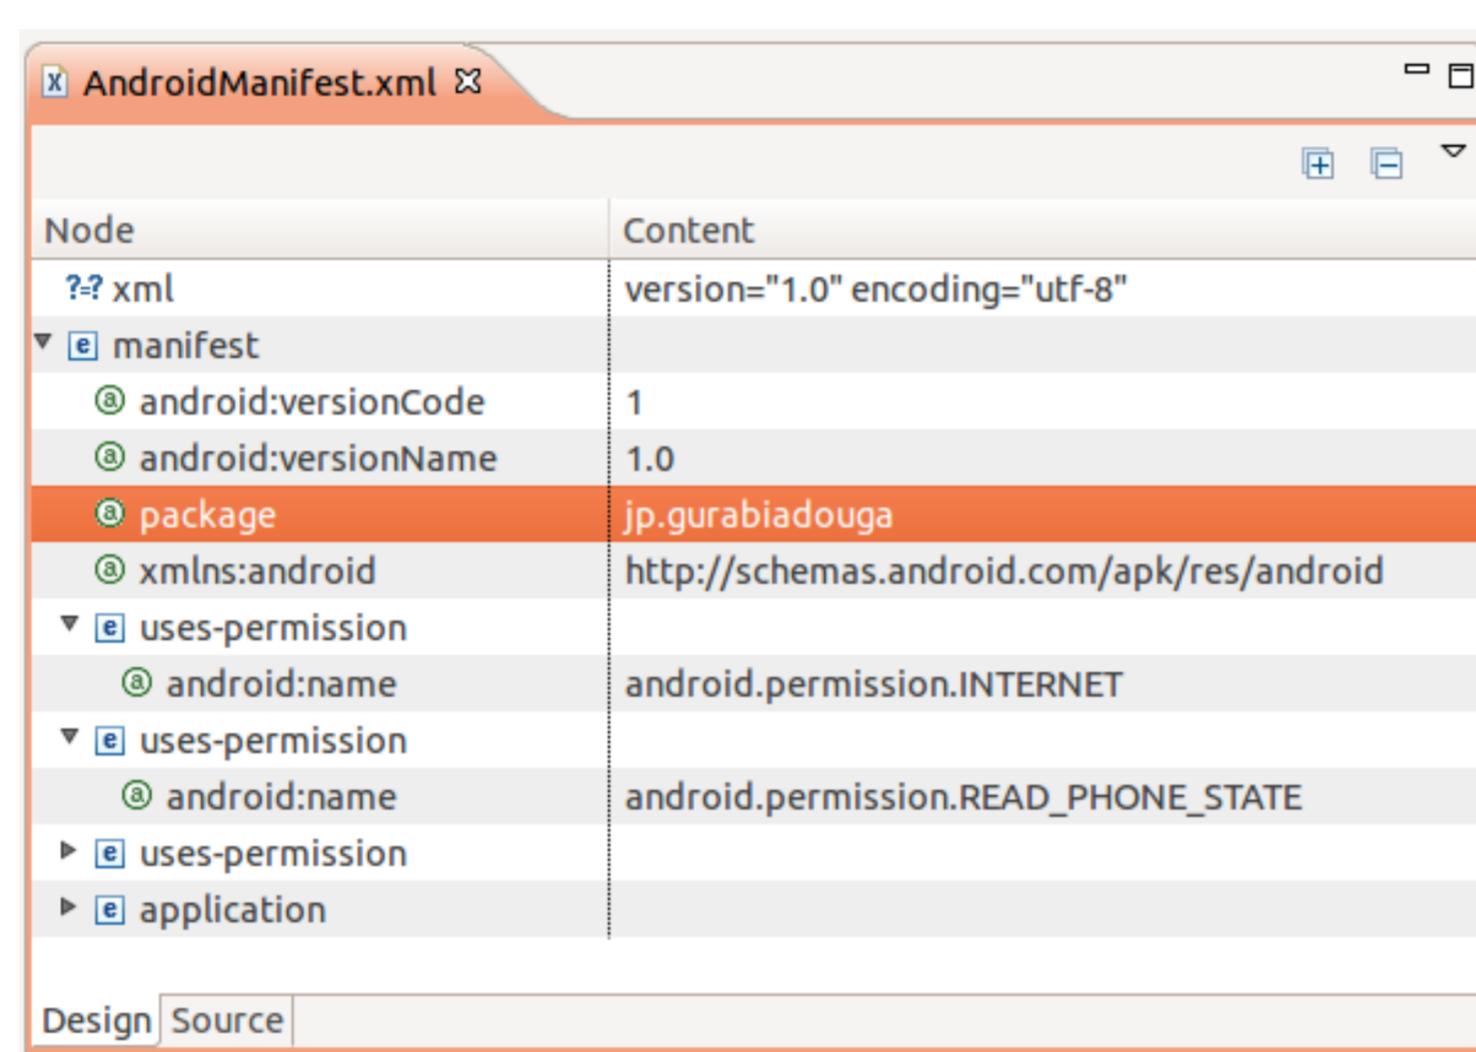 AndroidManifest.xml
Node Content
xml version="1.0" encoding="utf-8"
manifest
android:versionCode 1
android:versionName 1.0
package jp.gurabiadouga
xmlns:android http://schemas.android.com/apk/res/android
uses-permission
android:name android.permission.INTERNET
uses-permission
android:name android.permission.READ_PHONE_STATE
uses-permission
application
Design Source